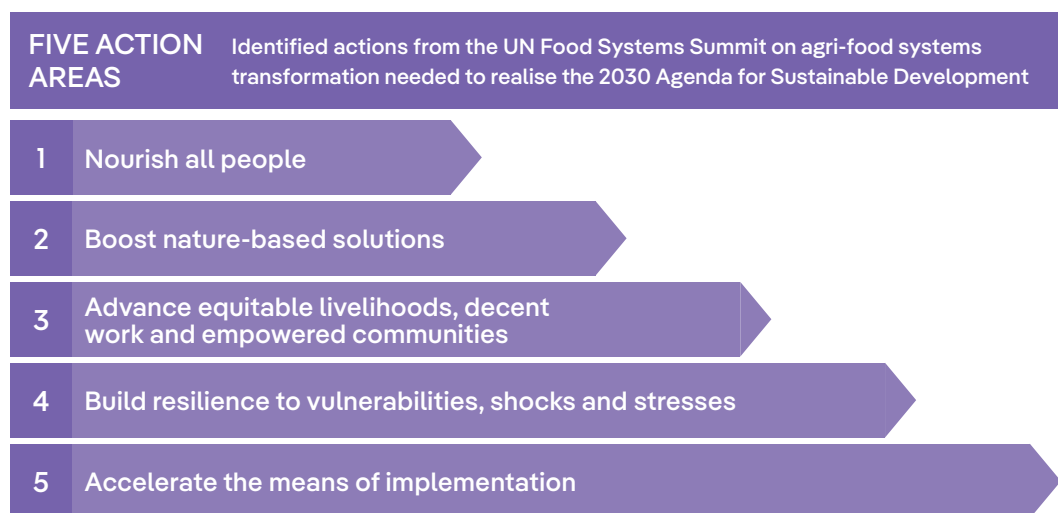 FIVE ACTION
AREAS
Identified actions from the UN Food Systems Summit on agri-food systems
transformation needed to realise the 2030 Agenda for Sustainable Development
1 Nourish all people
2 Boost nature-based solutions
3 Advance equitable livelihoods, decent
work and empowered communities
4 Build resilience to vulnerabilities, shocks and stresses
5 Accelerate the means of implementation